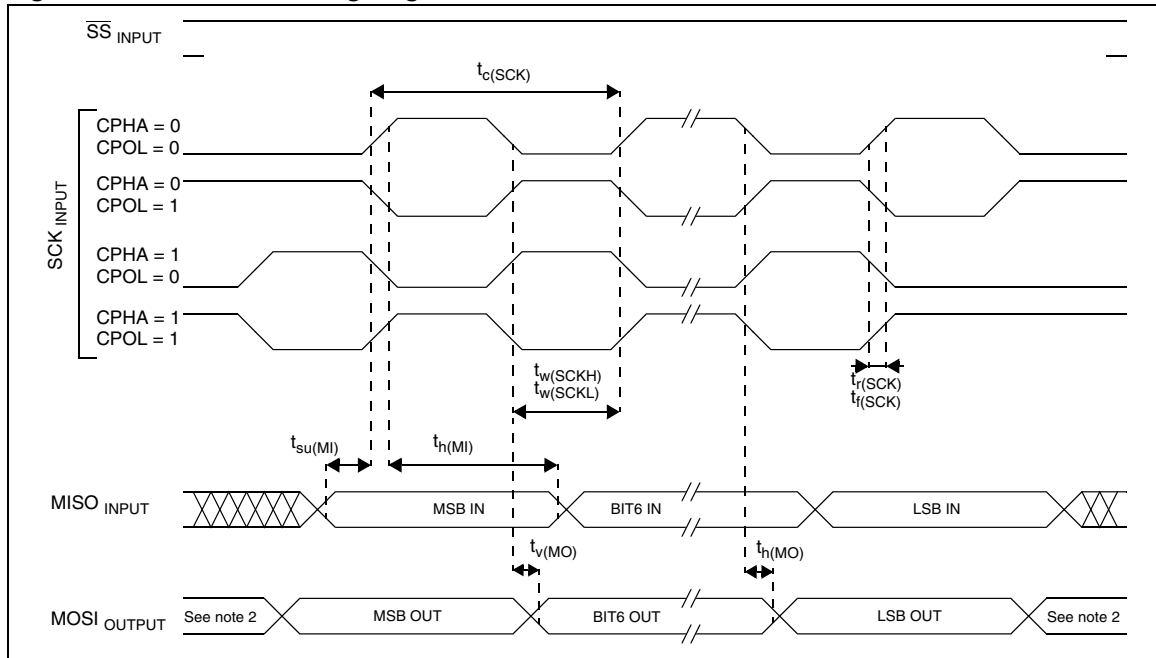 SS INPUT
tc(SCK)
SCK INPUT
CPHA = 0
CPOL = 0
CPHA = 0
CPOL = 1
CPHA = 1
CPOL = 0
CPHA = 1
CPOL = 1
tw(SCKH)
tw(SCKL)
tr(SCK)
tf(SCK)
tsu(MI)
th(MI)
MISO INPUT
MSB IN
BIT6 IN
LSB IN
tv(MO)
th(MO)
MOSI OUTPUT
See note 2
MSB OUT
BIT6 OUT
LSB OUT
See note 2